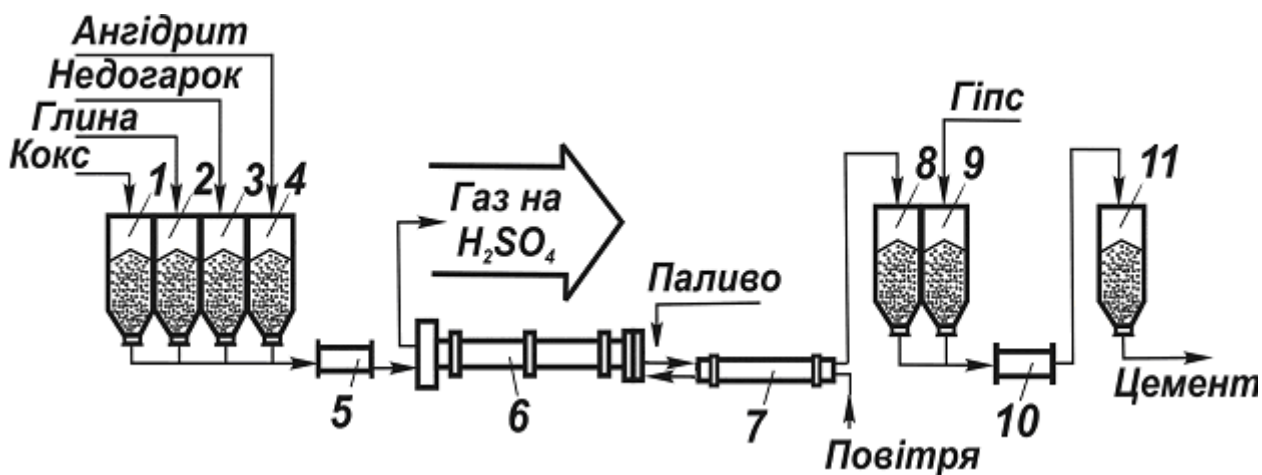 Ангідрит
Недогарок
Глина
Кокс
1
2
3
4
Газ на
H₂SO₄
Паливо
Гіпс
8
9
11
5
6
7
10
Повітря
Цемент